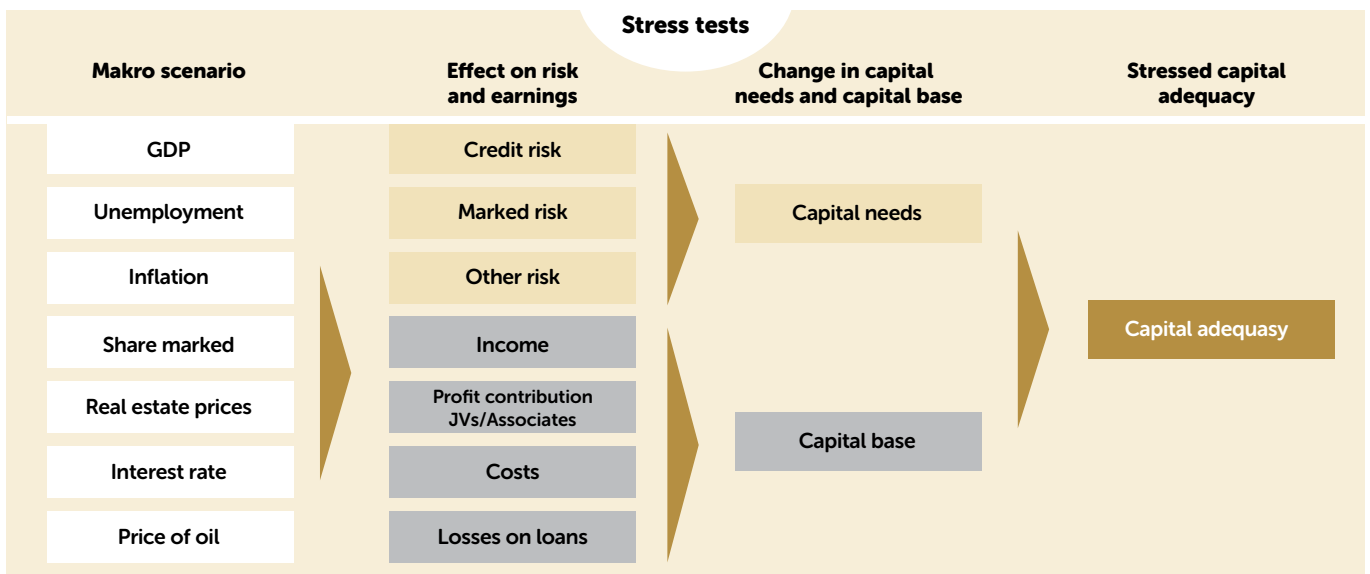 Stress tests
Makro scenario
Effect on risk
and earnings
Change in capital
needs and capital base
Stressed capital
adequacy
GDP
Unemployment
Inflation
Share marked
Real estate prices
Interest rate
Price of oil
Credit risk
Marked risk
Other risk
Income
Profit contribution
JVs/Associates
Costs
Losses on loans
Capital needs
Capital base
Capital adequasy